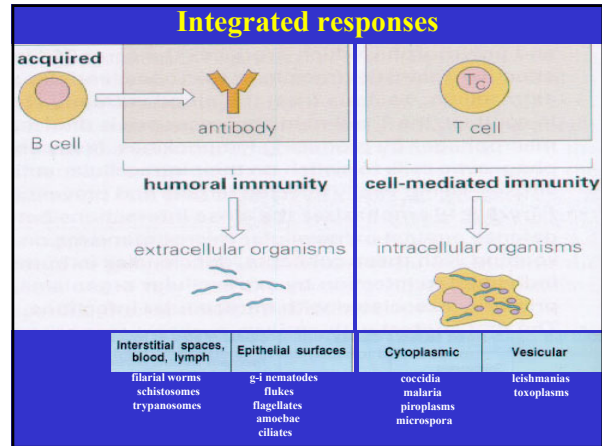 Integrated responses
acquired
B cell
antibody
humoral immunity
extracellular organisms
T
C
T cell
cell-mediated immunity
intracellular organisms
Interstitial spaces,
blood, lymph
Epithelial surfaces
Cytoplasmic
Vesicular
filarial worms
schistosomes
trypanosomes
g-i nematodes
flukes
flagellates
amoebae
ciliates
coccidia
malaria
piroplasms
microspora
leishmanias
toxoplasms